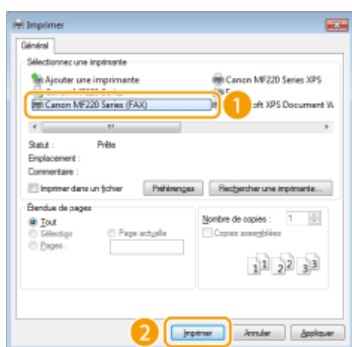 Imprimer
Général
Sélectionnez une imprimante
Ajouter une imprimante
Canon MF220 Series XPS
Canon MF220 Series (FAX)
1
oft XPS Document W
Statut : Prête
Emplacement :
Commentaire :
Imprimer dans un fichier
Préférences
Rechercher une imprimante...
Étendue de pages
Tout
Sélection
Page actuelle
Pages :
Nombre de copies : 1
Copies assemblées
1 1 2 2 3 3
2
Imprimer
Annuler
Appliquer